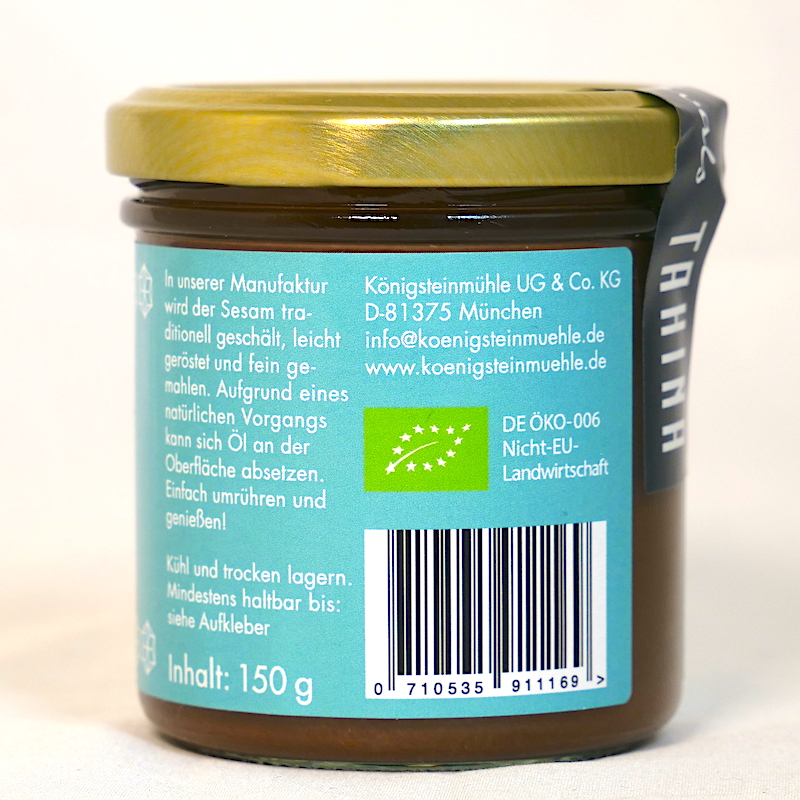 In unserer Manufaktur
wird der Sesam tra-
ditionell geschält, leicht
geröstet und fein ge-
mahlen. Aufgrund eines
natürlichen Vorgangs
kann sich Öl an der
Oberfläche absetzen.
Einfach umrühren und
genießen!
Kühl und trocken lagern.
Mindestens haltbar bis:
siehe Aufkleber
Inhalt: 150 g
Königsteinmühle UG & Co. KG
D-81375 München
info@koenigsteinmuehle.de
www.koenigsteinmuehle.de
DE ÖKO-006
Nicht-EU-
Landwirtschaft
0 710535 911169 >
TAHINA